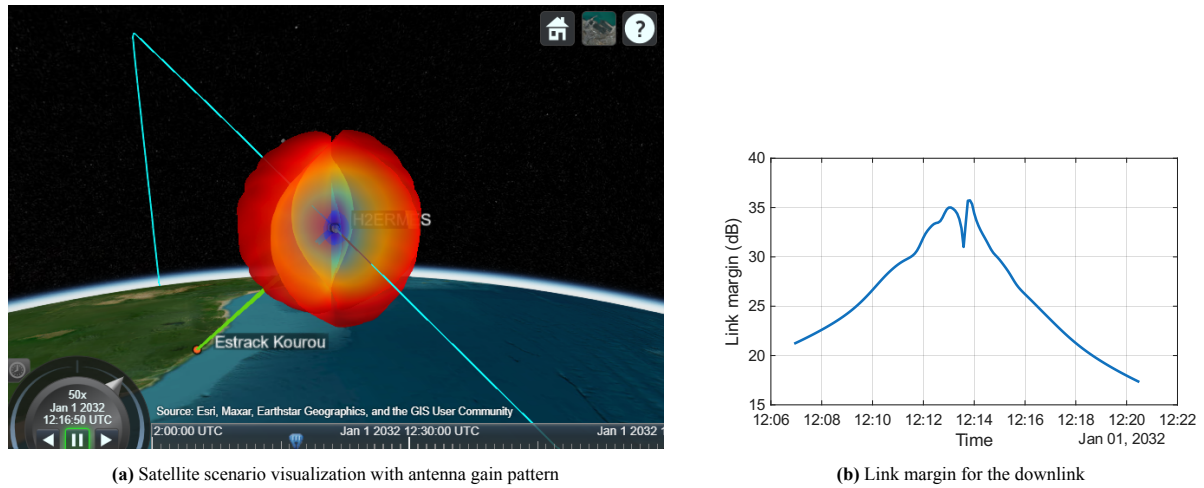 ?
H2ERMES
Estrack Kourou
50x
Jan 1 2032
12:16:50 UTC
Source: Esri, Maxar, Earthstar Geographics, and the GIS User Community
2:00:00 UTC
Jan 1 2032 12:30:00 UTC
Jan 1 1
(a) Satellite scenario visualization with antenna gain pattern
40
35
30
25
20
15
Link margin (dB)
12:06 12:08 12:10 12:12 12:14 12:16 12:18 12:20 12:22
Time
Jan 01, 2032
(b) Link margin for the downlink